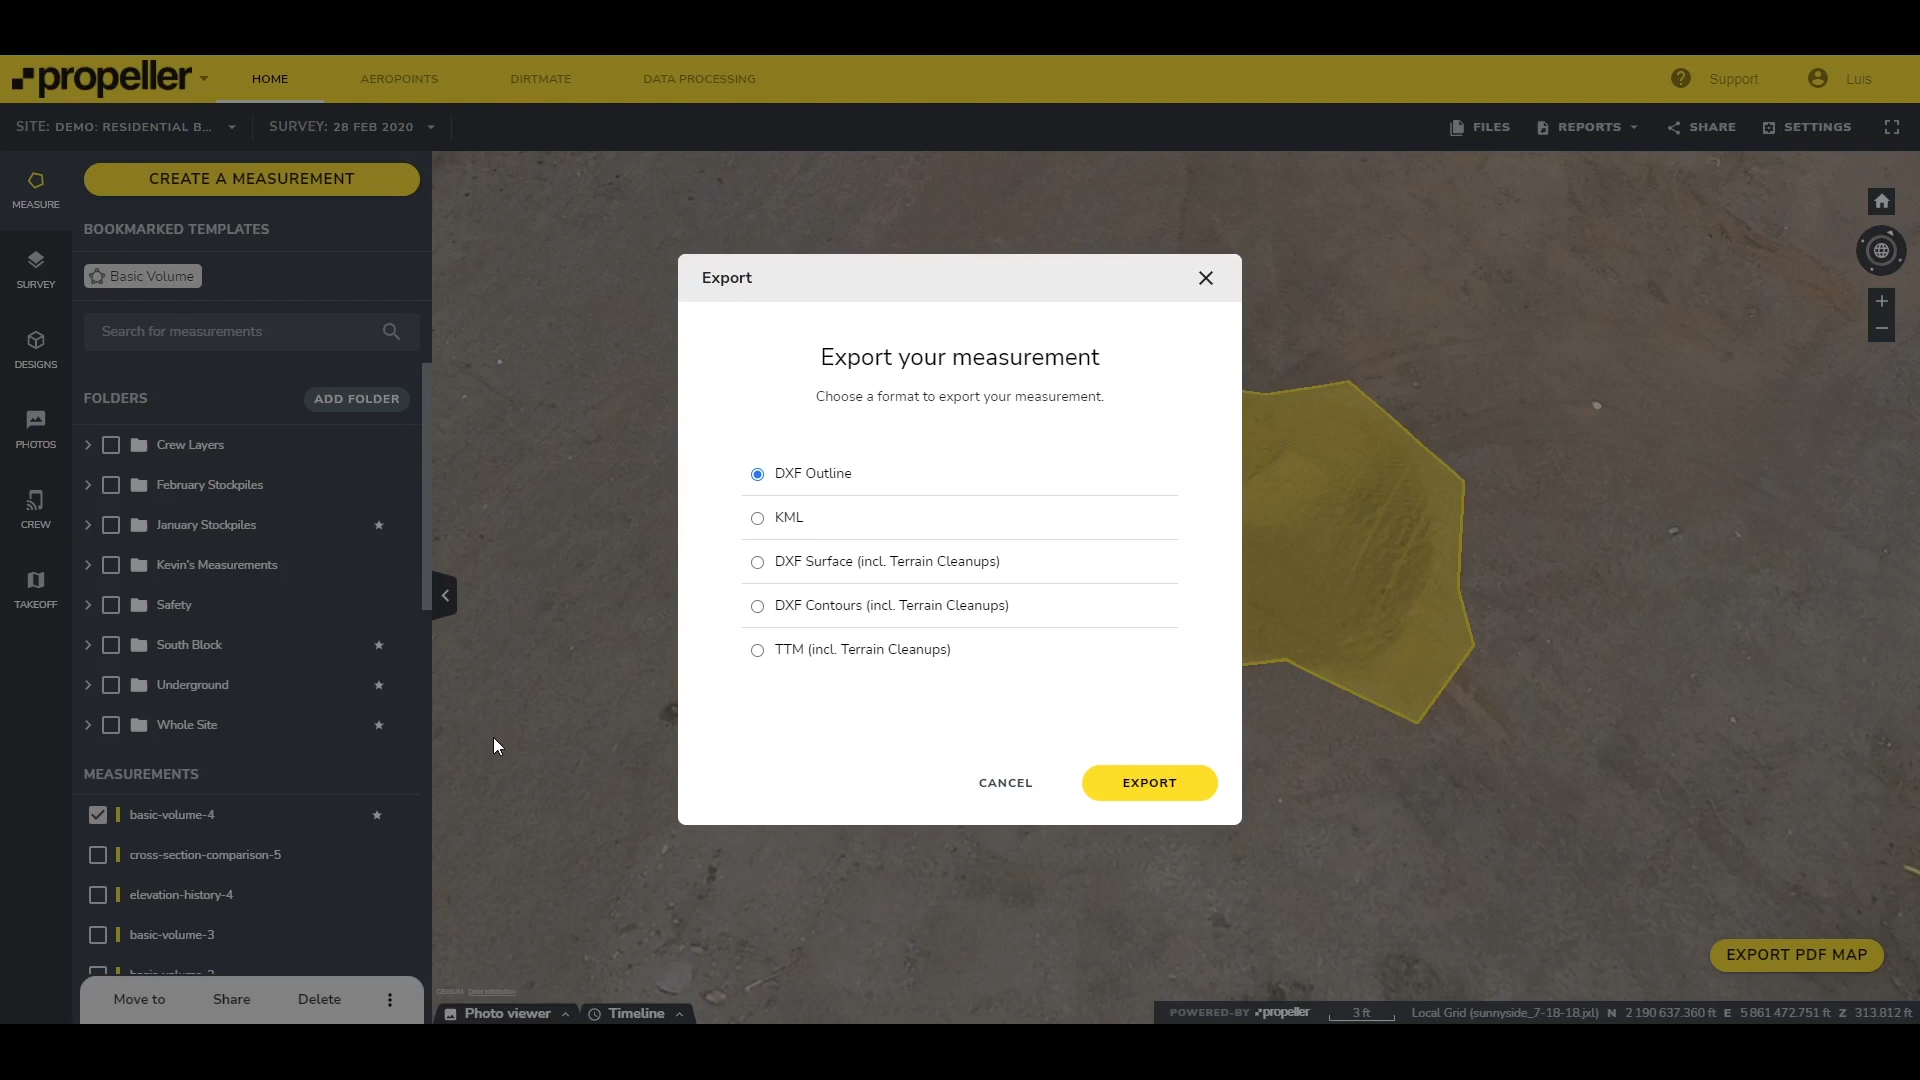 propeller
HOME
AEROPOINTS
DIRTMATE
DATA PROCESSING
Support
Luis
SITE: DEMO: RESIDENTIAL B...
SURVEY: 28 FEB 2020
FILES
REPORTS
SHARE
SETTINGS
MEASURE
SURVEY
DESIGNS
PHOTOS
CREW
TAKEOFF
CREATE A MEASUREMENT
BOOKMARKED TEMPLATES
Basic Volume
Search for measurements
FOLDERS
ADD FOLDER
Crew Layers
February Stockpiles
January Stockpiles
Kevin's Measurements
Safety
South Block
Underground
Whole Site
MEASUREMENTS
basic-volume-4
cross-section-comparison-5
elevation-history-4
basic-volume-3
Move to
Share
Delete
Export
Export your measurement
Choose a format to export your measurement.
DXF Outline
KML
DXF Surface (incl. Terrain Cleanups)
DXF Contours (incl. Terrain Cleanups)
TTM (incl. Terrain Cleanups)
CANCEL
EXPORT
EXPORT PDF MAP
CESIUM Data attribution
Photo viewer
Timeline
POWERED-BY propeller
3 ft
Local Grid (sunnyside_7-18-18.jxl) N 2 190 637.360 ft E 5 861 472.751 ft Z 313.812 ft